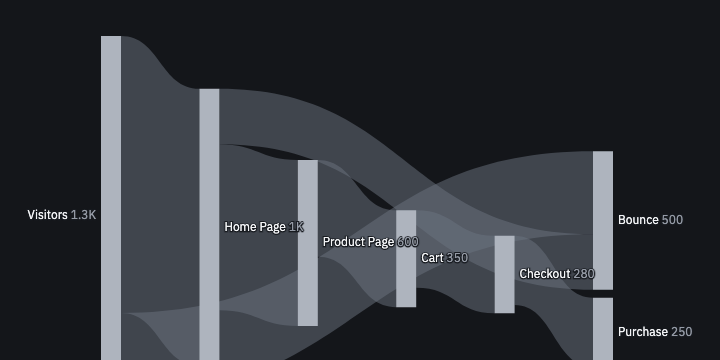 Visitors 1.3K
Home Page 1K
Product Page 600
Cart 350
Checkout 280
Bounce 500
Purchase 250